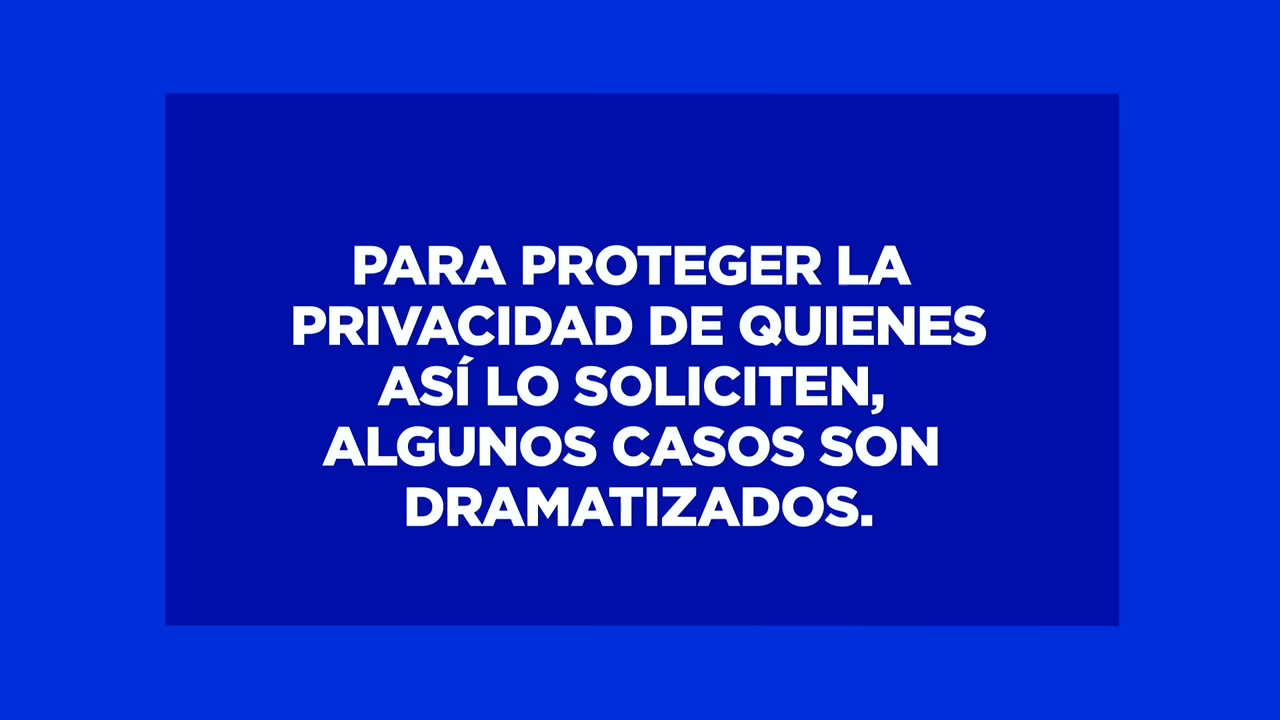 PARA PROTEGER LA
PRIVACIDAD DE QUIENES
ASÍ LO SOLICITEN,
ALGUNOS CASOS SON
DRAMATIZADOS.